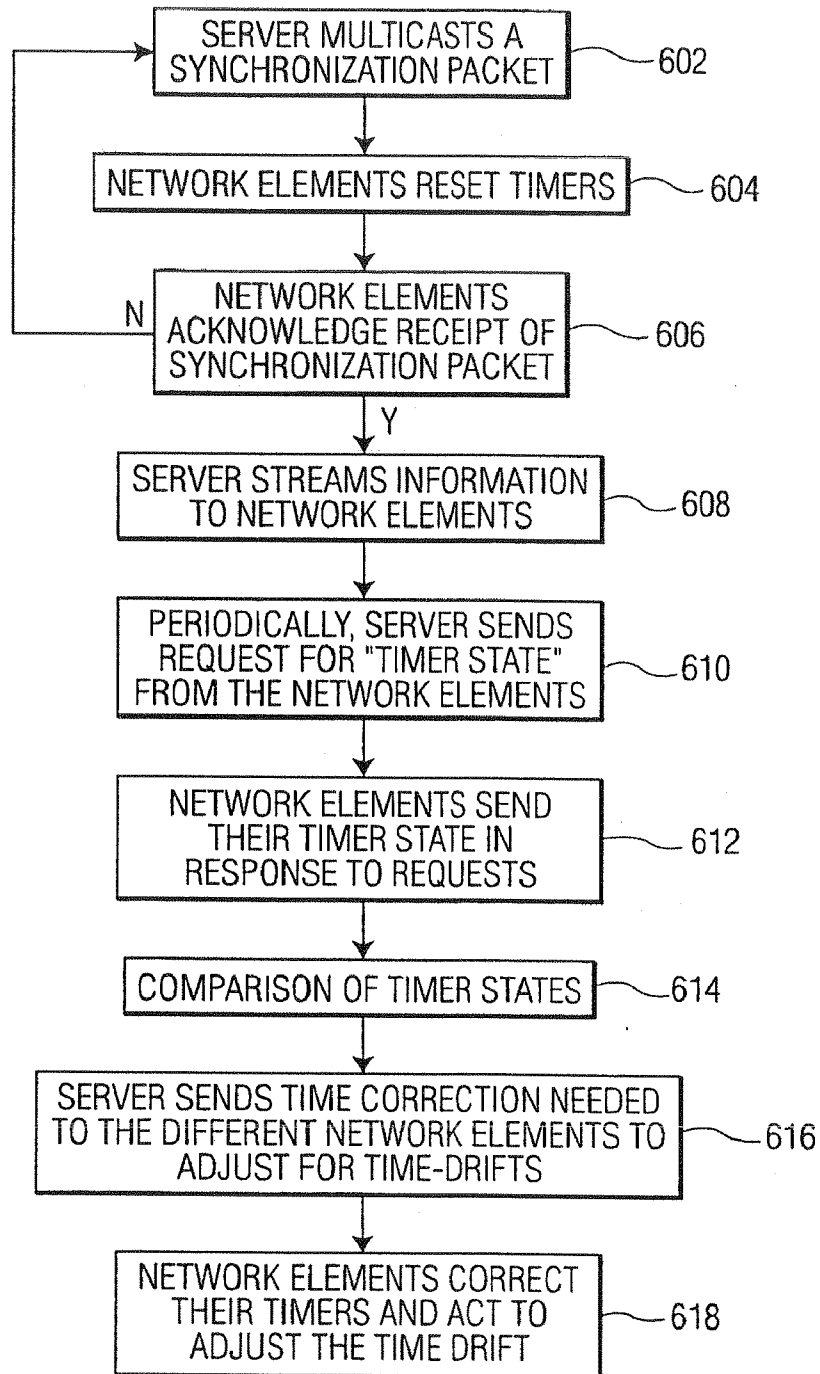 SERVER MULTICASTS A
SYNCHRONIZATION PACKET
602
NETWORK ELEMENTS RESET TIMERS
604
NETWORK ELEMENTS
ACKNOWLEDGE RECEIPT OF
SYNCHRONIZATION PACKET
606
N
Y
SERVER STREAMS INFORMATION
TO NETWORK ELEMENTS
608
PERIODICALLY, SERVER SENDS
REQUEST FOR "TIMER STATE"
FROM THE NETWORK ELEMENTS
610
NETWORK ELEMENTS SEND
THEIR TIMER STATE IN
RESPONSE TO REQUESTS
612
COMPARISON OF TIMER STATES
614
SERVER SENDS TIME CORRECTION NEEDED
TO THE DIFFERENT NETWORK ELEMENTS TO
ADJUST FOR TIME-DRIFTS
616
NETWORK ELEMENTS CORRECT
THEIR TIMERS AND ACT TO
ADJUST THE TIME DRIFT
618